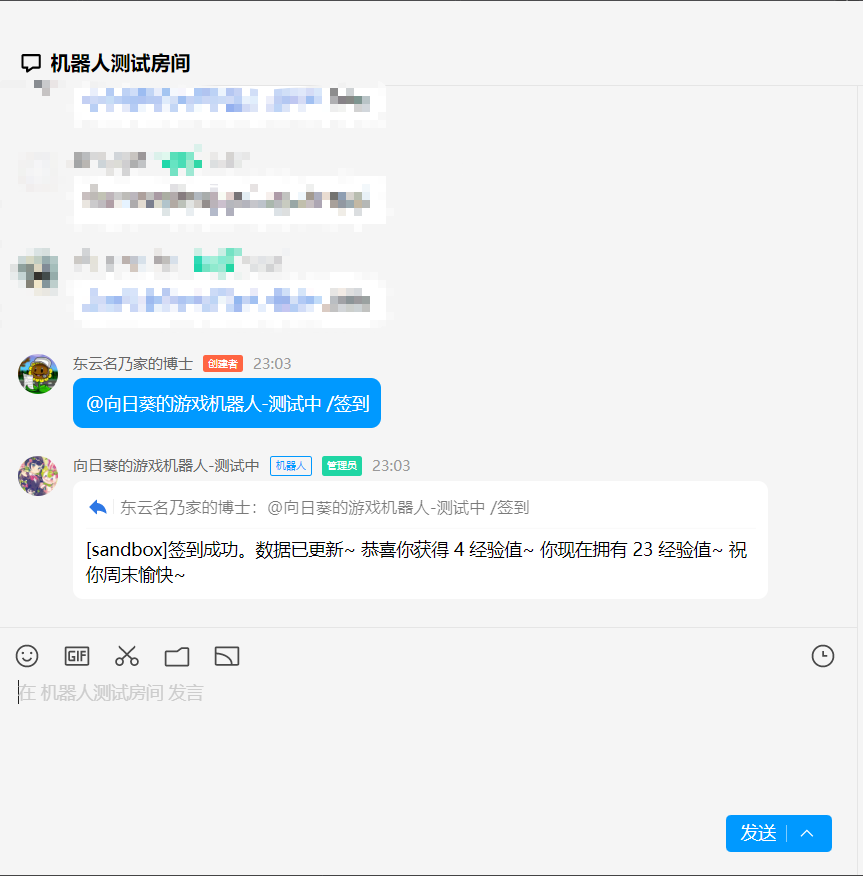 机器人测试房间
东云名乃家的博士 创建者 23:03
@向日葵的游戏机器人-测试中 /签到
向日葵的游戏机器人-测试中 机器人 管理员 23:03
东云名乃家的博士：@向日葵的游戏机器人-测试中 /签到
[sandbox]签到成功。数据已更新~ 恭喜你获得 4 经验值~ 你现在拥有 23 经验值~ 祝
你周末愉快~
GIF
在 机器人测试房间 发言
发送